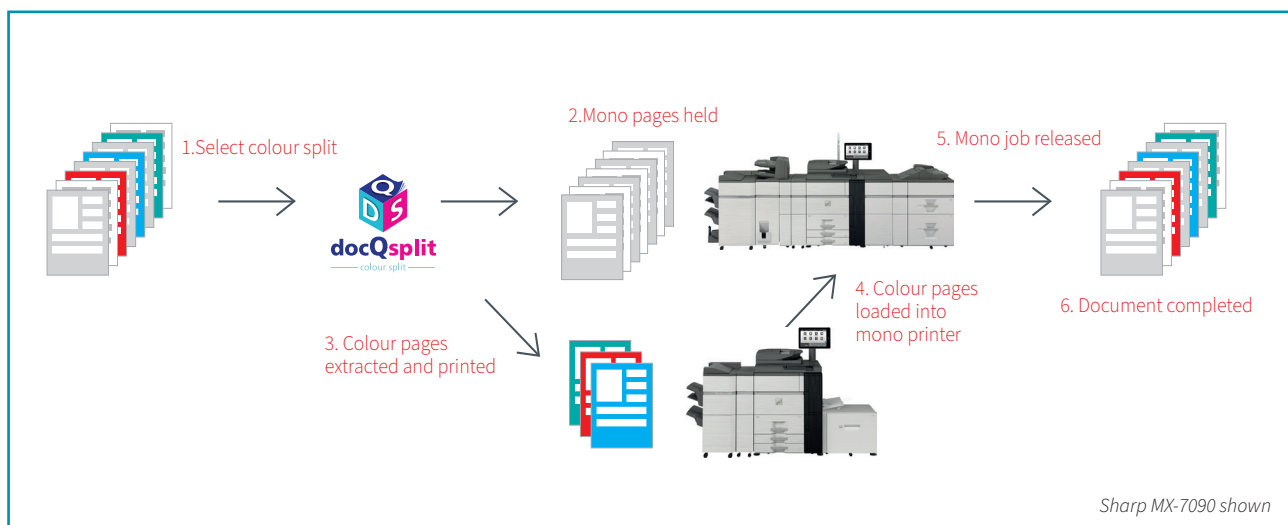 1.Select colour split
Q
D S
docQsplit
colour split
2.Mono pages held
3. Colour pages
extracted and printed
4. Colour pages
loaded into
mono printer
5. Mono job released
6. Document completed
Sharp MX-7090 shown